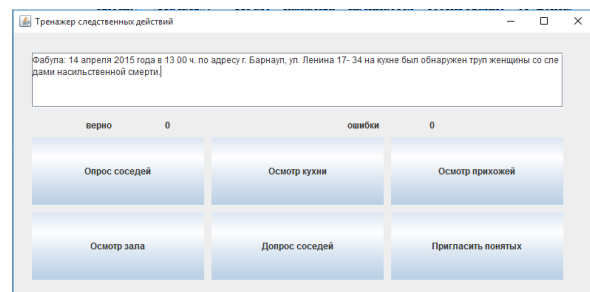 Тренажер следственных действий
Фабула: 14 апреля 2015 года в 13 00 ч. по адресу г. Барнаул, ул. Ленина 17- 34 на кухне был обнаружен труп женщины со сле
дами насильственной смерти.
верно 0 ошибки 0
Опрос соседей Осмотр кухни Осмотр прихожей
Осмотр зала Допрос соседей Пригласить понятых